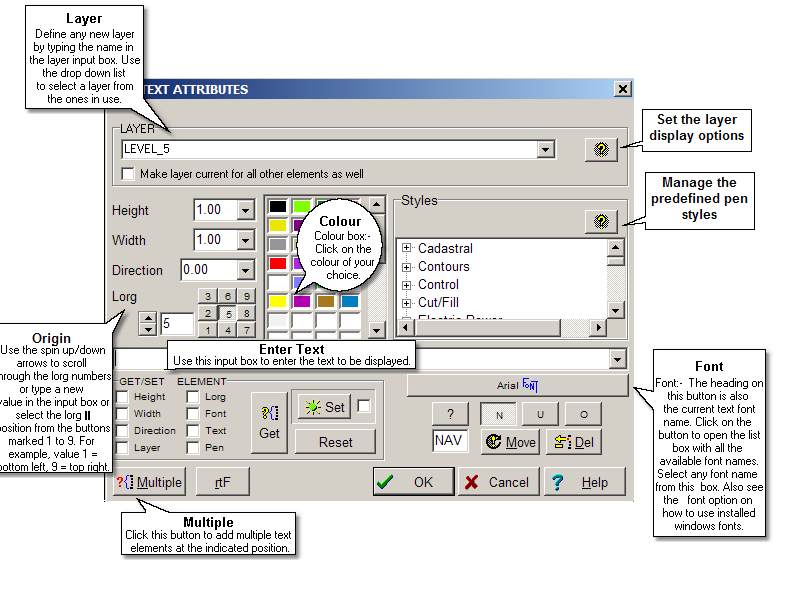 Layer
Define any new layer
by typing the name in
the layer input box. Use
the drop down list
to select a layer from
the ones in use.
TEXT ATTRIBUTES
LAYER
LEVEL_5
Make layer current for all other elements as well
Set the layer
display options
Manage the
predefined pen
styles
Height
1.00
Width
1.00
Direction
0.00
Lorg
5
3 6 9
2 5 8
1 4 7
Colour
Colour box:-
Click on the
colour of your
choice.
Styles
Cadastral
Contours
Control
Cut/Fill
Electric Power
Origin
Use the spin up/down
arrows to scroll
through the lorg numbers
or type a new
value in the input box or
select the lorg
position from the buttons
marked 1 to 9. For
example, value 1 =
bottom left, 9 = top right.
Enter Text
Use this input box to enter the text to be displayed.
GET/SET ELEMENT
Height Lorg
Width Font
Direction Text
Layer Pen
Get
Set
Reset
Arial
? N U O
NAV Move Del
Font
Font:- The heading on
this button is also
the current text font
name. Click on the
button to open the list
box with all the
available font names.
Select any font name
from this box. Also see
the font option on
how to use installed
windows fonts.
Multiple rtF OK Cancel ? Help
Multiple
Click this button to add multiple text
elements at the indicated position.